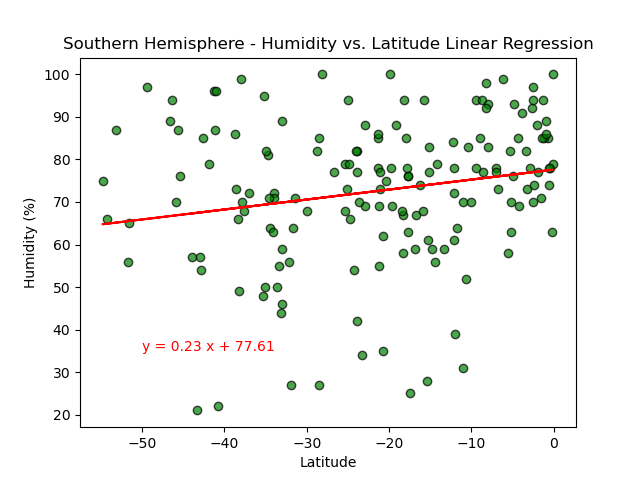 Southern Hemisphere - Humidity vs. Latitude Linear Regression
100
90
80
70
60
50
40
30
20
Humidity (%)
y = 0.23 x + 77.61
−50 −40 −30 −20 −10 0
Latitude